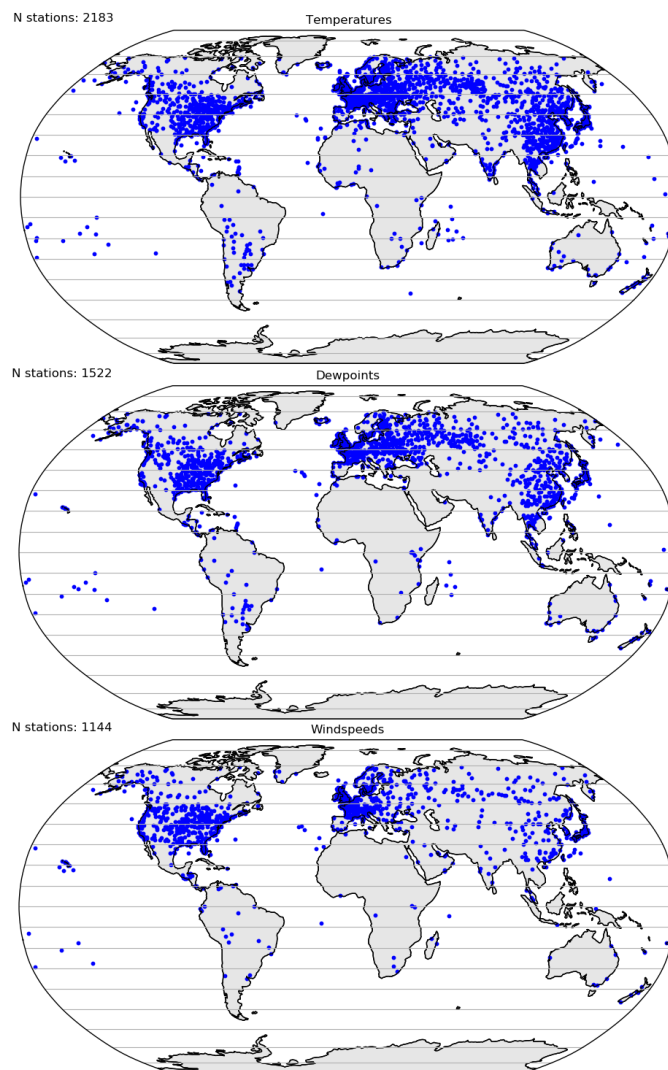 N stations: 2183
Temperatures
N stations: 1522
Dewpoints
N stations: 1144
Windspeeds